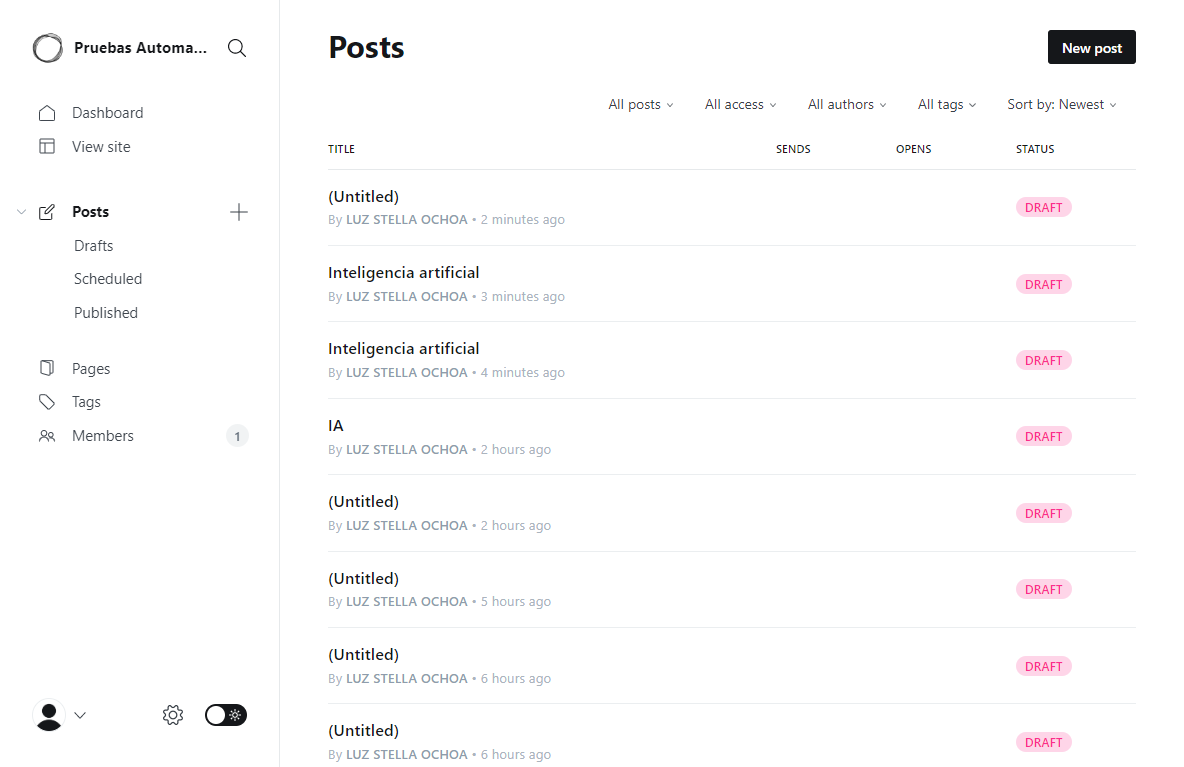 Pruebas Automa...
Dashboard
View site
Posts
Drafts
Scheduled
Published
Pages
Tags
Members 1
Posts
New post
All posts All access All authors All tags Sort by: Newest
TITLE SENDS OPENS STATUS
(Untitled)
By LUZ STELLA OCHOA • 2 minutes ago
DRAFT
Inteligencia artificial
By LUZ STELLA OCHOA • 3 minutes ago
DRAFT
Inteligencia artificial
By LUZ STELLA OCHOA • 4 minutes ago
DRAFT
IA
By LUZ STELLA OCHOA • 2 hours ago
DRAFT
(Untitled)
By LUZ STELLA OCHOA • 2 hours ago
DRAFT
(Untitled)
By LUZ STELLA OCHOA • 5 hours ago
DRAFT
(Untitled)
By LUZ STELLA OCHOA • 6 hours ago
DRAFT
(Untitled)
By LUZ STELLA OCHOA • 6 hours ago
DRAFT